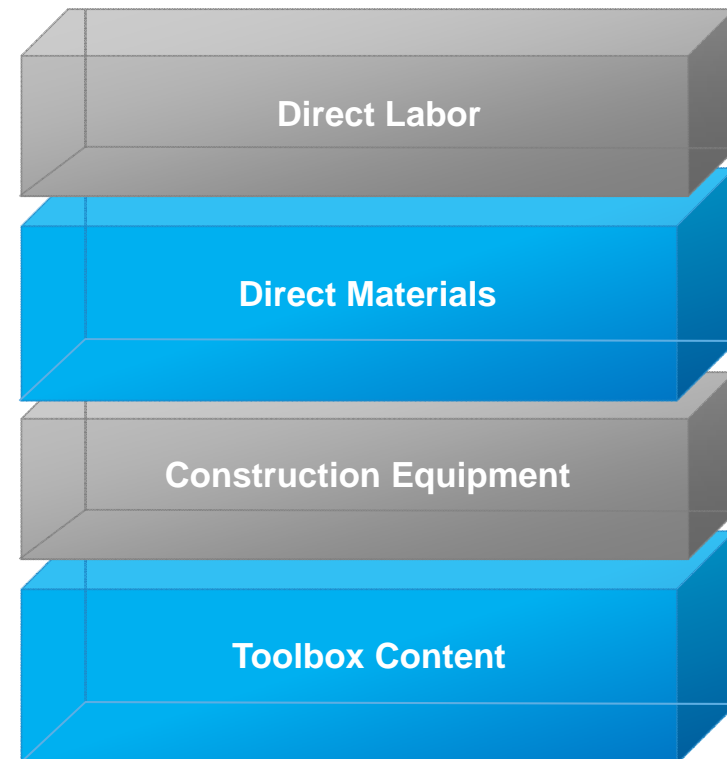 Direct Labor
Direct Materials
Construction Equipment
Toolbox Content